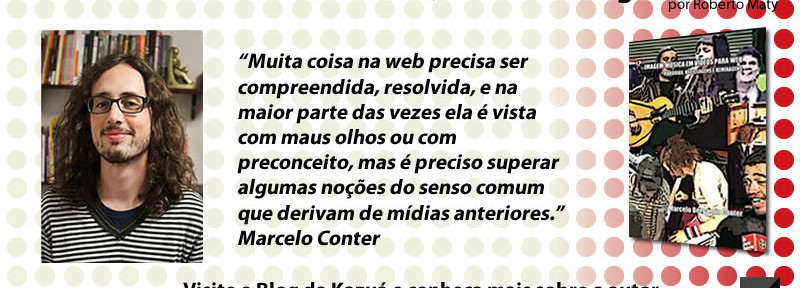 por Roberto Maty
“Muita coisa na web precisa ser
compreendida, resolvida, e na
maior parte das vezes ela é vista
com maus olhos ou com
preconceito, mas é preciso superar
algumas noções do senso comum
que derivam de mídias anteriores.”
Marcelo Conter
IMAGEM-MÚSICA EM VÍDEOS PARA WEB
Marcelo Conter
Visite o Blog da Kazuá e conheça mais sobre o autor